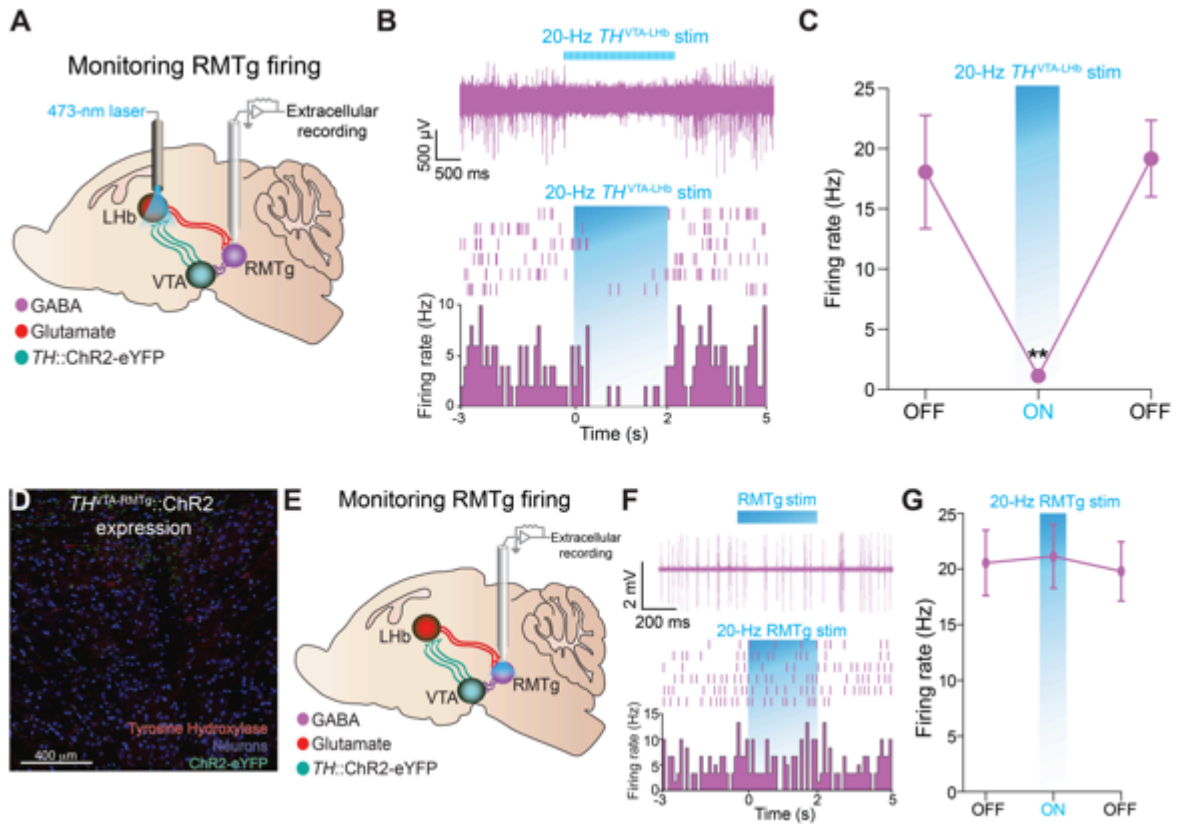 A
Monitoring RMTg firing
473-nm laser
Extracellular
recording
LHb
VTA
RMTg
GABA
Glutamate
TH::ChR2-eYFP
B
20-Hz TH^VTA-LHb stim
500 µV
500 ms
20-Hz TH^VTA-LHb stim
Firing rate (Hz)
10
5
0
-3
0
2
5
Time (s)
C
20-Hz TH^VTA-LHb stim
Firing rate (Hz)
25
20
15
10
5
0
**
OFF
ON
OFF
D
TH^VTA-RMTg::ChR2
expression
Tyrosine Hydroxylase
Neurons
ChR2-eYFP
400 µm
E
Monitoring RMTg firing
Extracellular
recording
LHb
VTA
RMTg
GABA
Glutamate
TH::ChR2-eYFP
F
RMTg stim
2 mV
200 ms
20-Hz RMTg stim
Firing rate (Hz)
15
10
5
0
-3
0
2
5
Time (s)
G
20-Hz RMTg stim
Firing rate (Hz)
25
20
15
10
5
0
OFF
ON
OFF